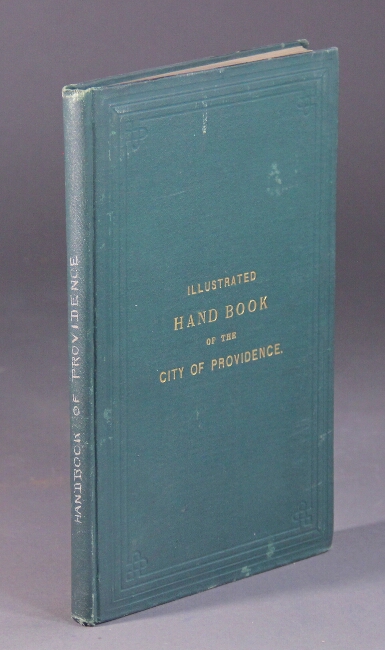 HANDBOOK OF PROVIDENCE
ILLUSTRATED
HAND BOOK
OF THE
CITY OF PROVIDENCE.